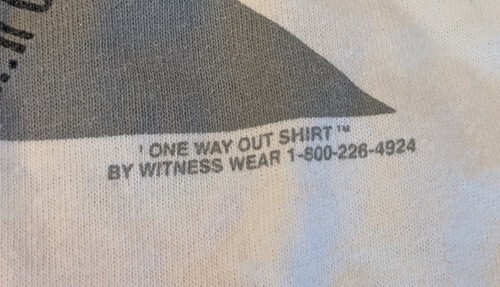 ' ONE WAY OUT SHIRT™
BY WITNESS WEAR 1-800-226-4924